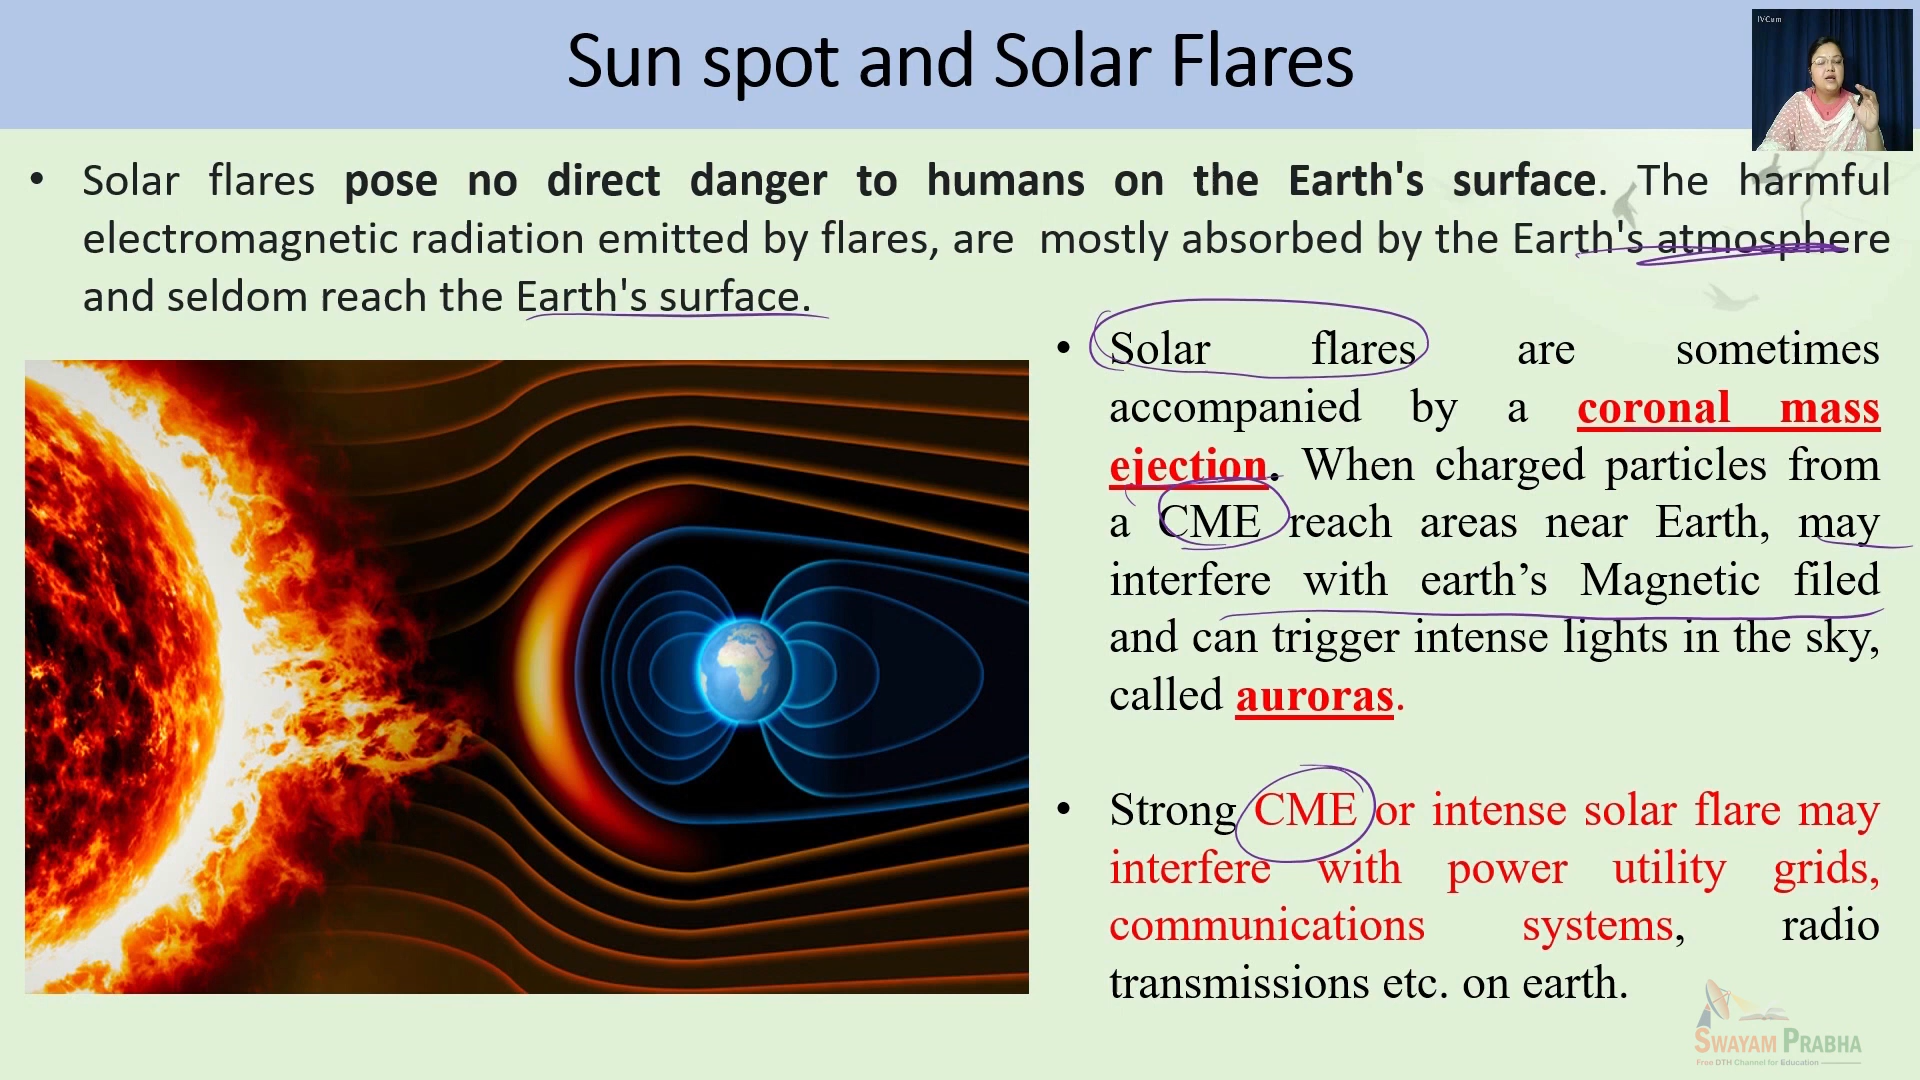 Sun spot and Solar Flares
IVCam
• Solar flares pose no direct danger to humans on the Earth's surface. The harmful
electromagnetic radiation emitted by flares, are mostly absorbed by the Earth's atmosphere
and seldom reach the Earth's surface.
• Solar flares are sometimes
accompanied by a coronal mass
ejection. When charged particles from
a CME reach areas near Earth, may
interfere with earth’s Magnetic filed
and can trigger intense lights in the sky,
called auroras.
• Strong CME or intense solar flare may
interfere with power utility grids,
communications systems, radio
transmissions etc. on earth.
SWAYAM PRABHA
Free DTH Channel for Education